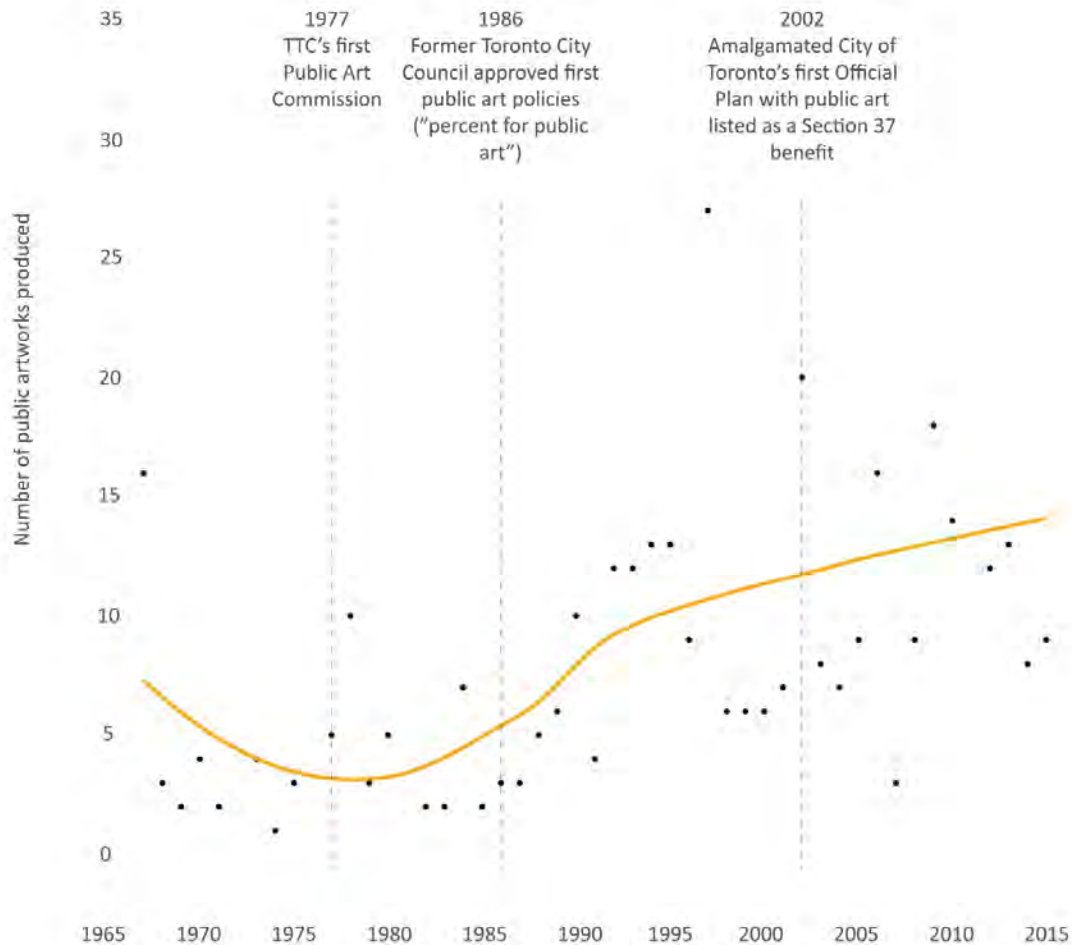 35
1977
TTC's first
Public Art
Commission
1986
Former Toronto City
Council approved first
public art policies
("percent for public
art")
2002
Amalgamated City of
Toronto's first Official
Plan with public art
listed as a Section 37
benefit
30
25
20
15
10
5
0
Number of public artworks produced
1965 1970 1975 1980 1985 1990 1995 2000 2005 2010 2015